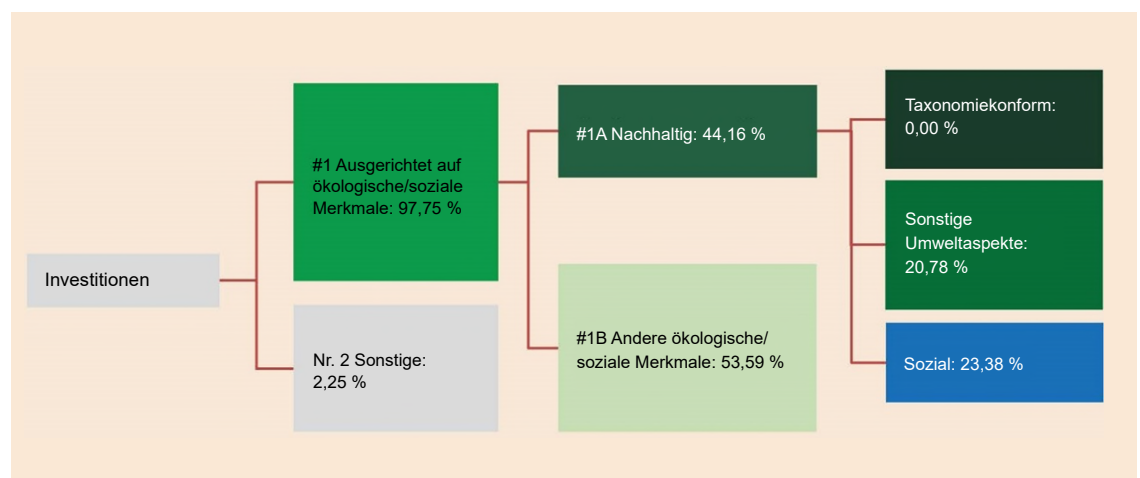 Investitionen
#1 Ausgerichtet auf
ökologische/soziale
Merkmale: 97,75 %
Nr. 2 Sonstige:
2,25 %
#1A Nachhaltig: 44,16 %
#1B Andere ökologische/
soziale Merkmale: 53,59 %
Taxonomiekonform:
0,00 %
Sonstige
Umweltaspekte:
20,78 %
Sozial: 23,38 %